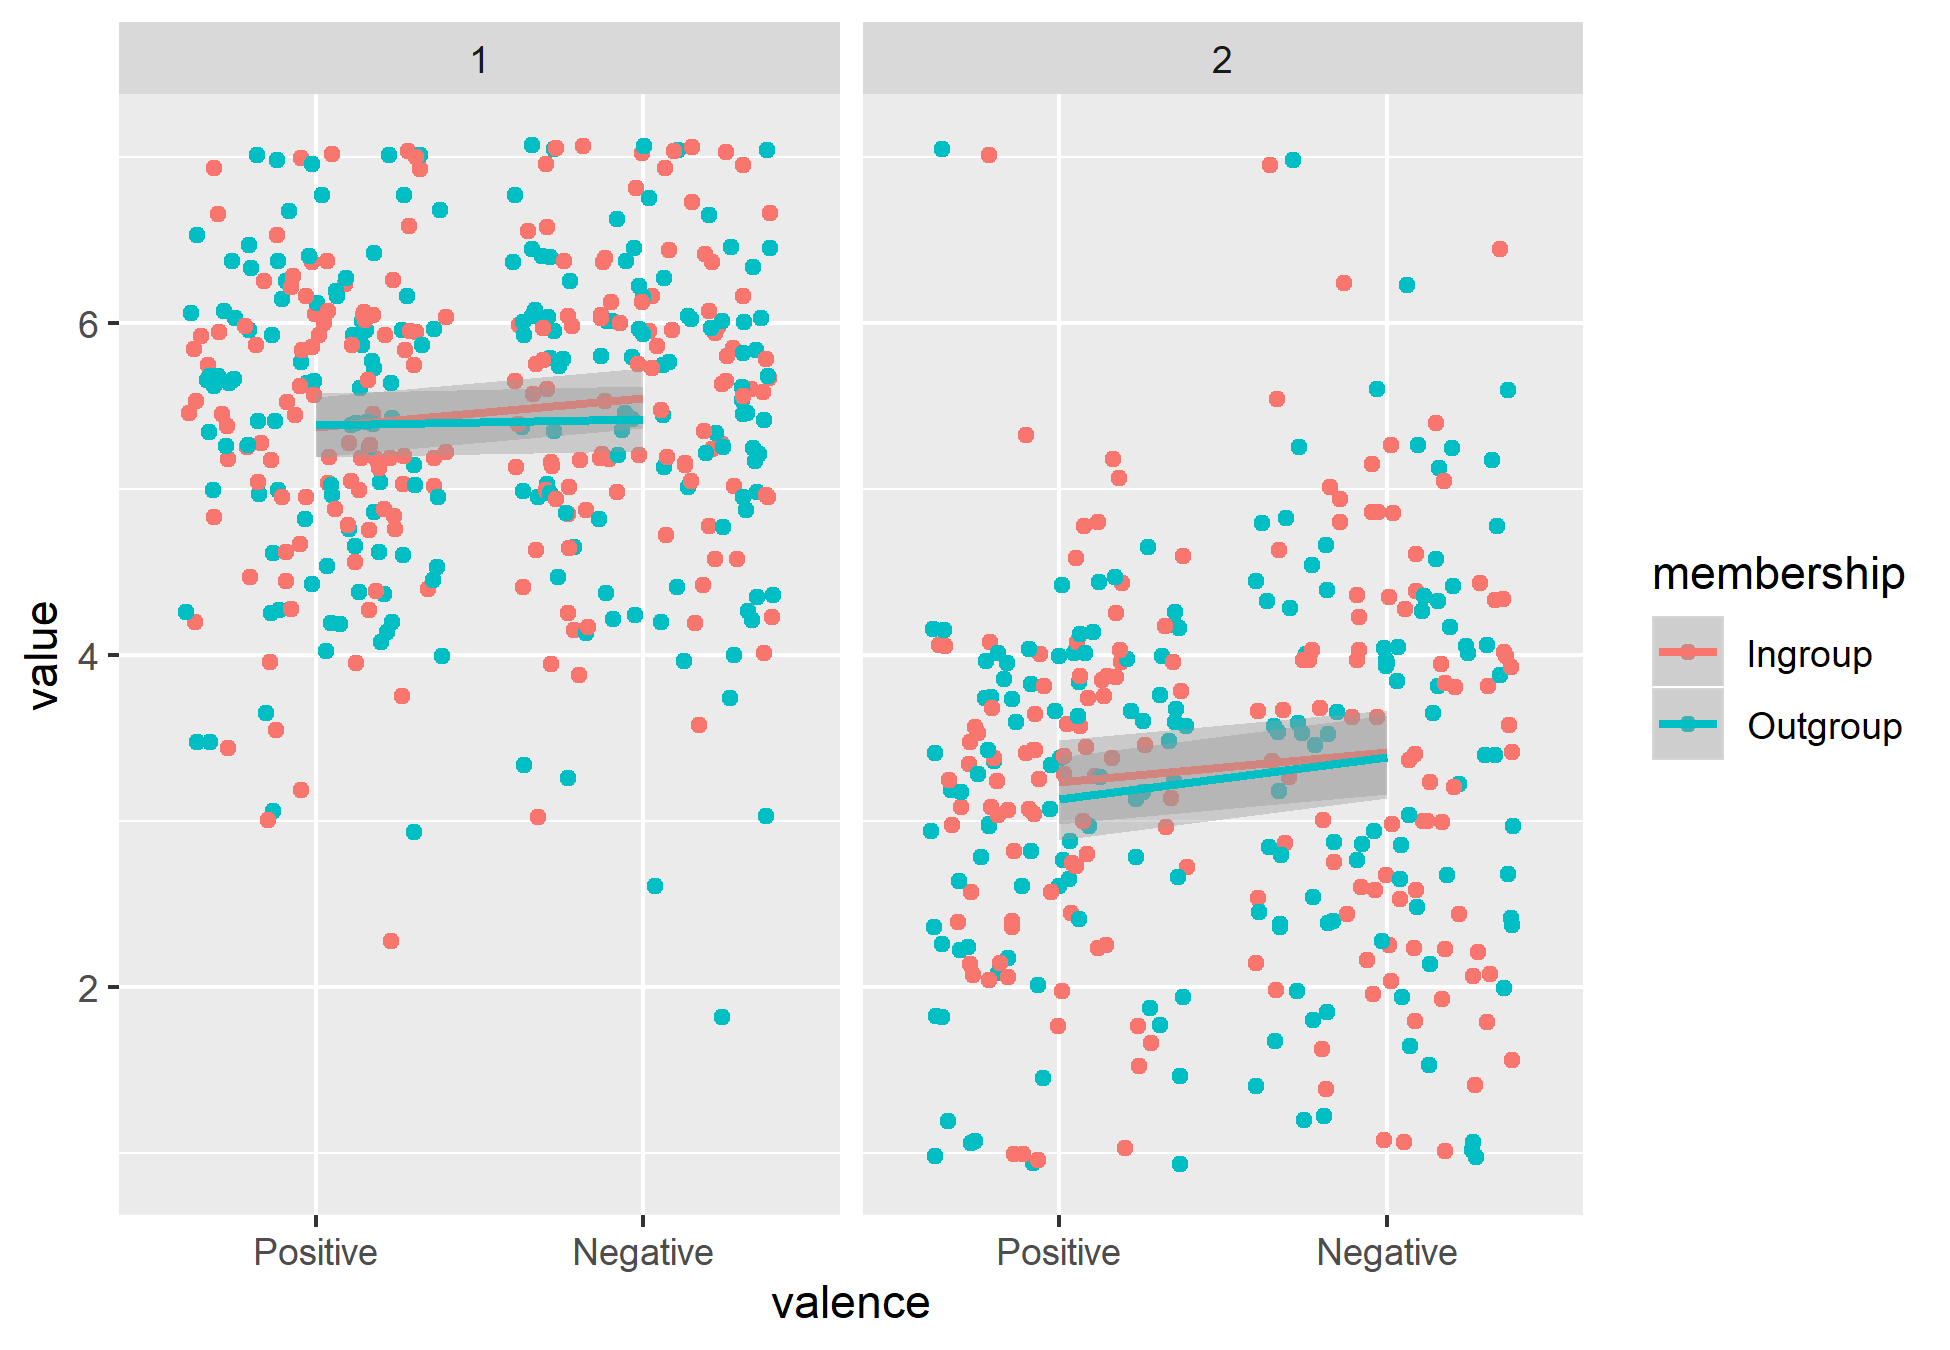 1
2
value
6
4
2
Positive
Negative
Positive
Negative
valence
membership
Ingroup
Outgroup